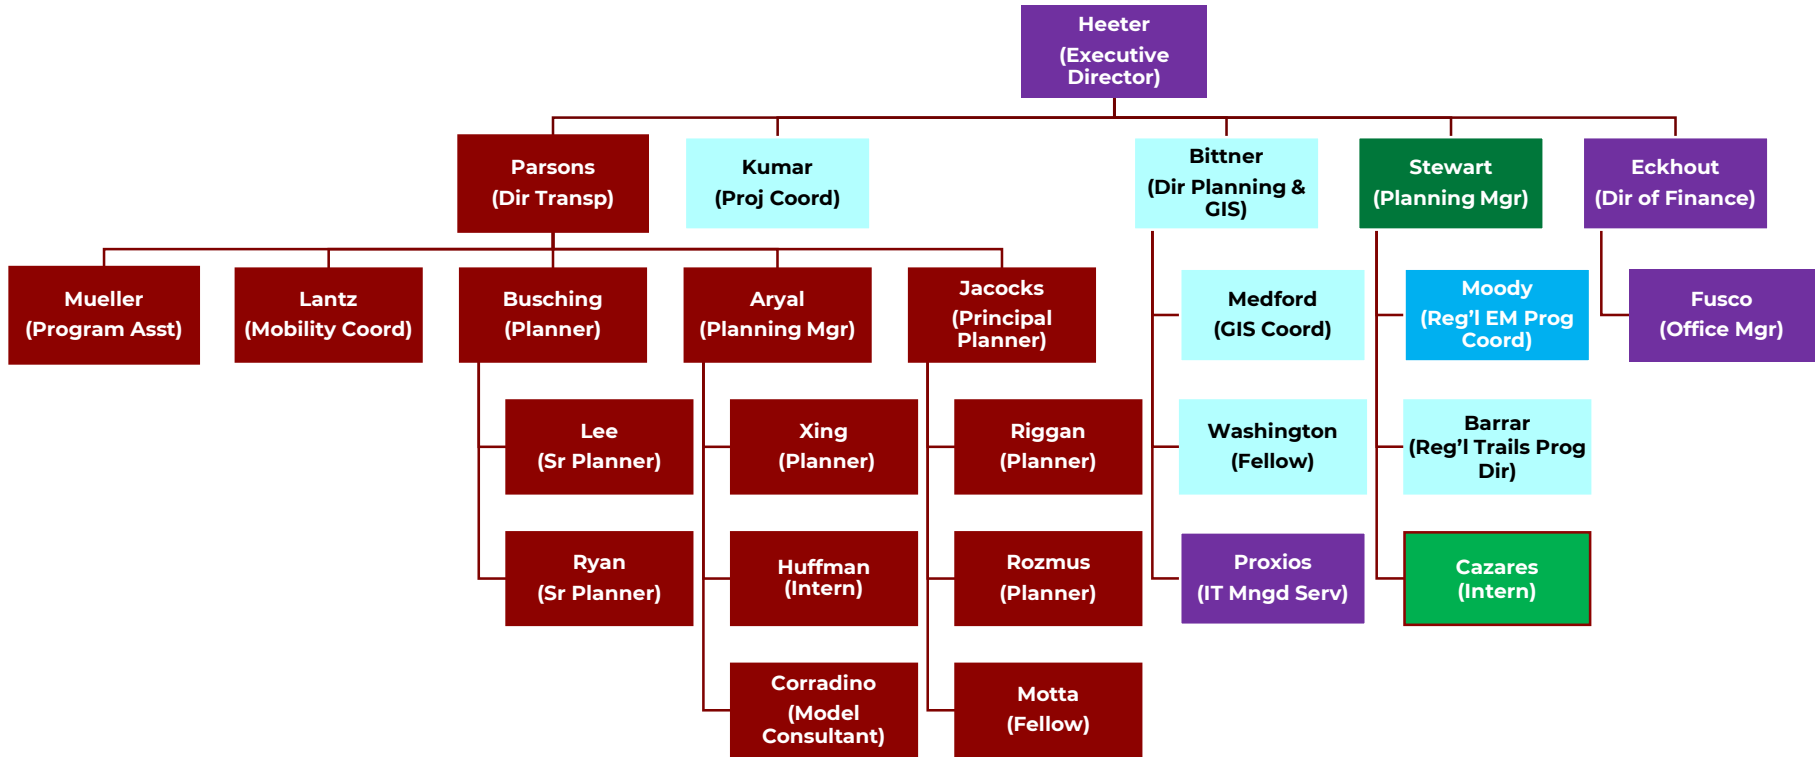 Heeter
(Executive
Director)
Parsons
(Dir Transp)
Kumar
(Proj Coord)
Bittner
(Dir Planning &
GIS)
Stewart
(Planning Mgr)
Eckhout
(Dir of Finance)
Mueller
(Program Asst)
Lantz
(Mobility Coord)
Busching
(Planner)
Aryal
(Planning Mgr)
Jacocks
(Principal
Planner)
Medford
(GIS Coord)
Moody
(Reg’l EM Prog
Coord)
Fusco
(Office Mgr)
Lee
(Sr Planner)
Xing
(Planner)
Riggan
(Planner)
Washington
(Fellow)
Barrar
(Reg’l Trails Prog
Dir)
Ryan
(Sr Planner)
Huffman
(Intern)
Rozmus
(Planner)
Proxios
(IT Mngd Serv)
Cazares
(Intern)
Corradino
(Model
Consultant)
Motta
(Fellow)